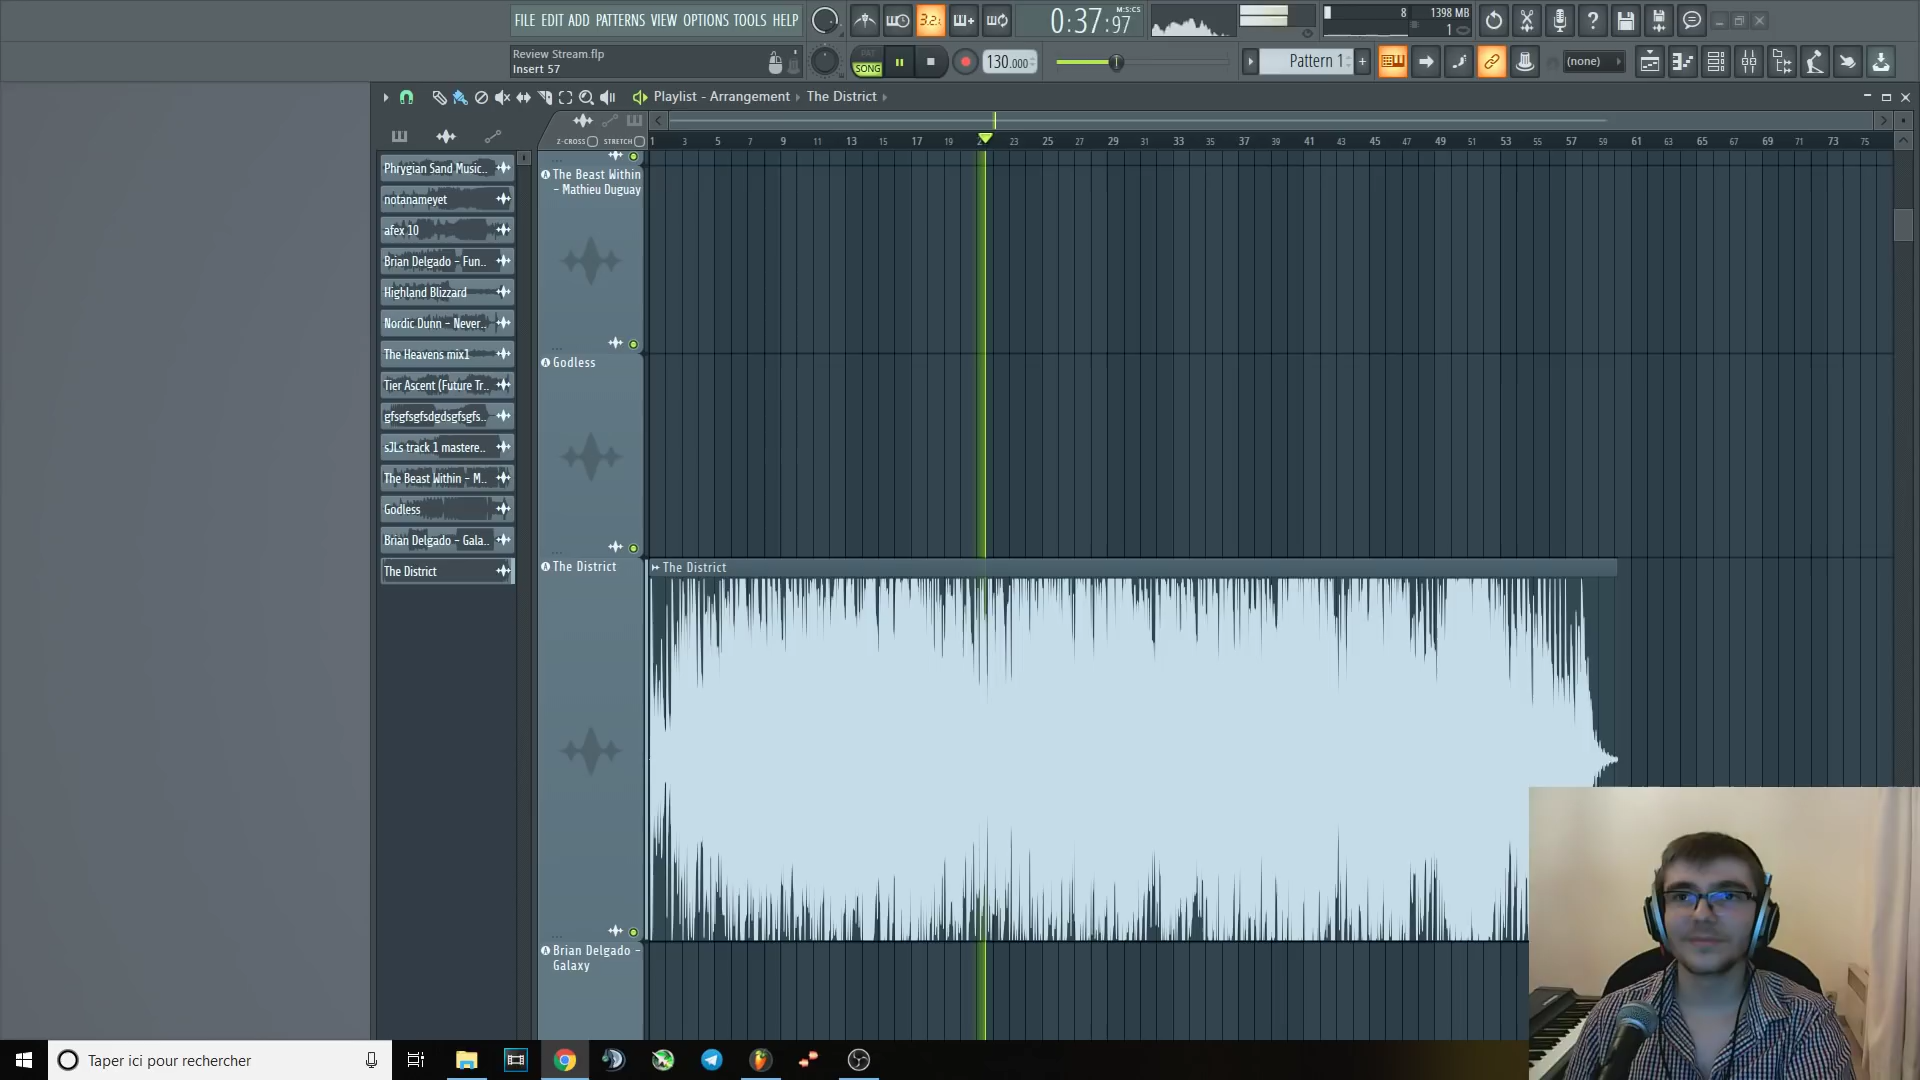 FILE EDIT ADD PATTERNS VIEW OPTIONS TOOLS HELP
3.2.
0:37:97
M:S:CS
8
1398 MB
1
Review Stream.flp
Insert 57
PAT
SONG
130.000
Pattern 1
(none)
Playlist - Arrangement
The District
Z-CROSS
STRETCH
1 3 5 7 9 11 13 15 17 19 23 25 27 29 31 33 35 37 39 41 43 45 47 49 51 53 55 57 59 61 63 65 67 69 71 73 75
Phrygian Sand Music..
notanameyet
afex 10
Brian Delgado - Fun..
Highland Blizzard
Nordic Dunn - Never..
The Heavens mix1
Tier Ascent (Future Tr..
gfsgfsgfsdgdsgfsgfs..
sJLs track 1 mastere..
The Beast Within - M..
Godless
Brian Delgado - Gala..
The District
The Beast Within
- Mathieu Duguay
Godless
The District
The District
Brian Delgado -
Galaxy
Taper ici pour rechercher